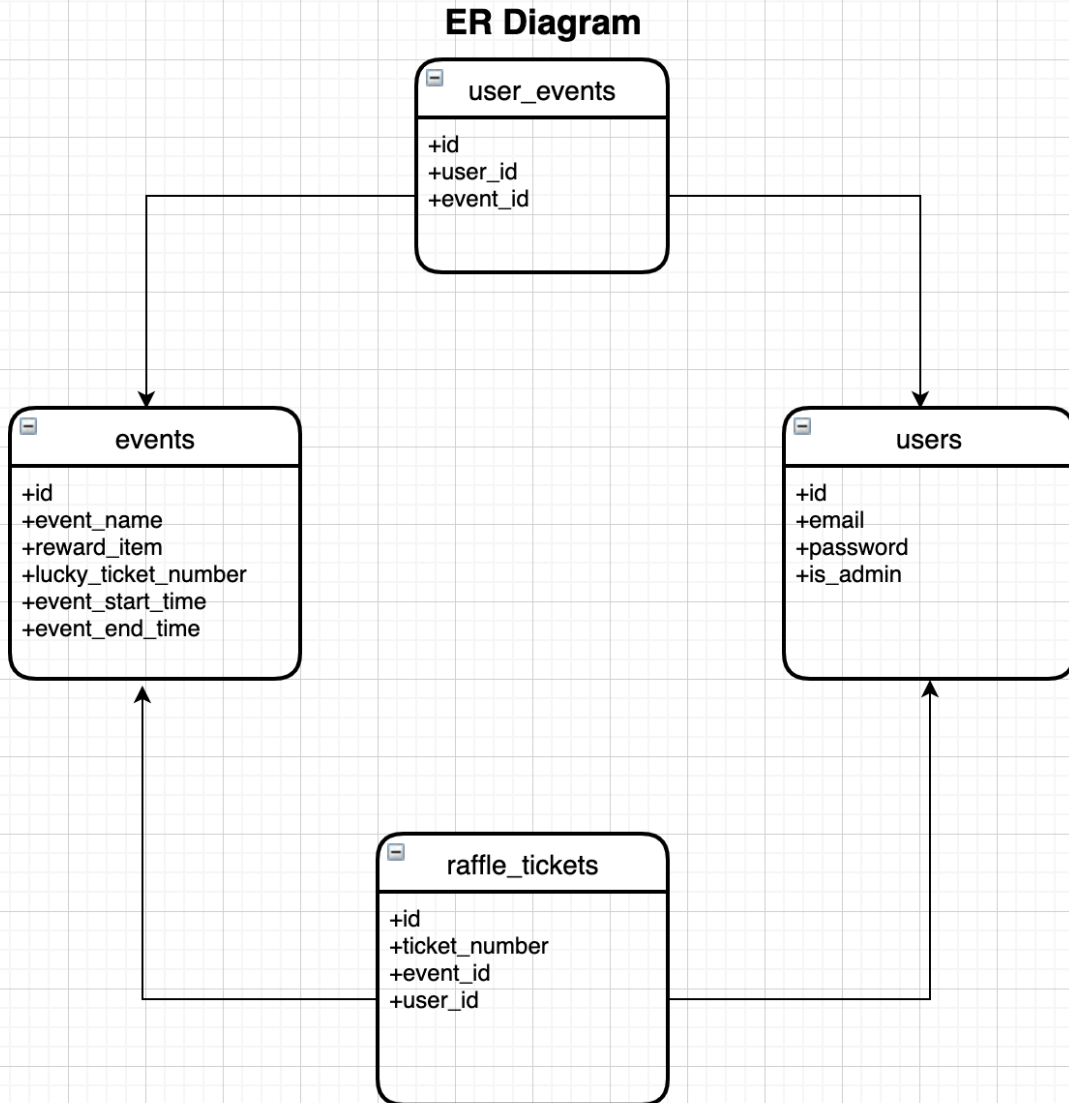 ER Diagram
user_events
+id
+user_id
+event_id
events
+id
+event_name
+reward_item
+lucky_ticket_number
+event_start_time
+event_end_time
users
+id
+email
+password
+is_admin
raffle_tickets
+id
+ticket_number
+event_id
+user_id